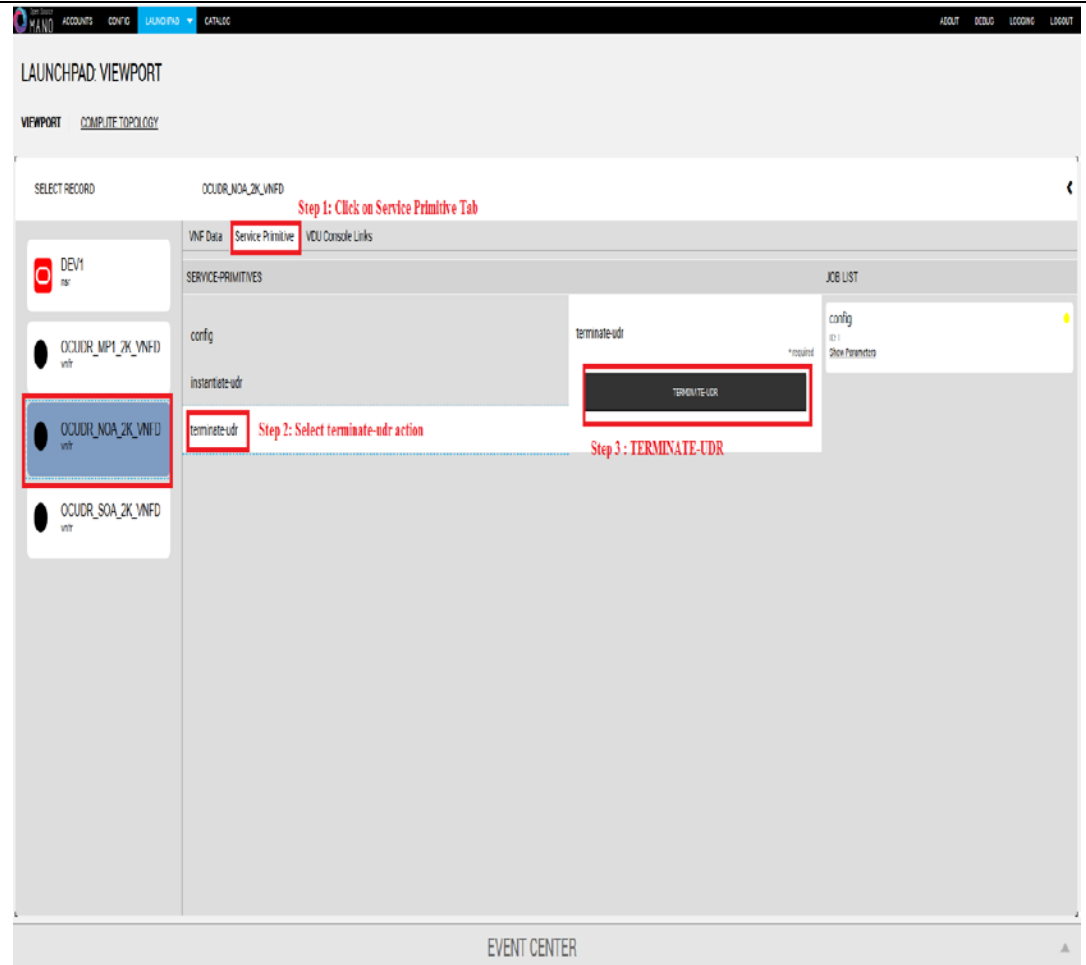 Open Source
MANO ACCOUNTS CONFIG LAUNCHPAD CATALOG ABOUT DEBUG LOGGING LOGOUT
LAUNCHPAD: VIEWPORT
VIEWPORT COMPUTE TOPOLOGY
SELECT RECORD OCUDR_NOA_2K_VNFD
Step 1: Click on Service Primitive Tab
VNF Data Service Primitive VDU Console Links
DEV1
nsr
SERVICE-PRIMITIVES JOB LIST
config
instantiate-udr
terminate-udr Step 2: Select terminate-udr action
terminate-udr
*required
TERMINATE-UDR
Step 3 : TERMINATE-UDR
config
ID: 1
Show Parameters
OCUDR_MP1_2K_VNFD
vnfr
OCUDR_NOA_2K_VNFD
vnfr
OCUDR_SOA_2K_VNFD
vnfr
EVENT CENTER